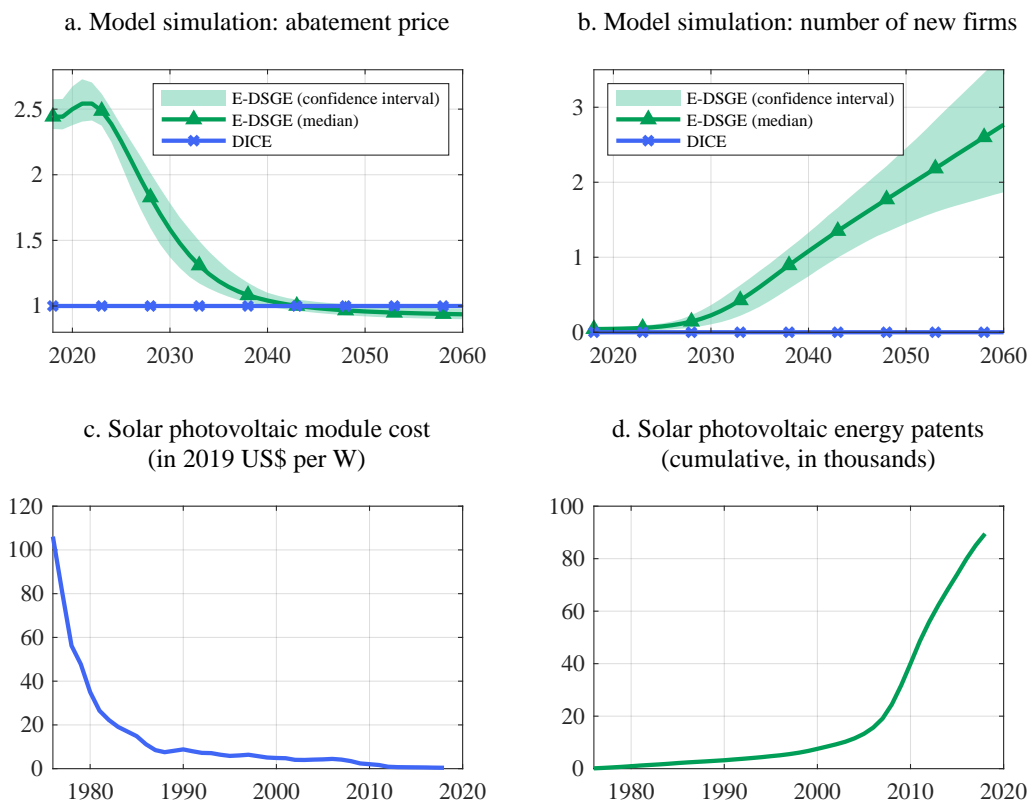 a. Model simulation: abatement price
2.5
2
1.5
1
2020 2030 2040 2050 2060
E-DSGE (confidence interval)
E-DSGE (median)
DICE
b. Model simulation: number of new firms
3
2
1
0
2020 2030 2040 2050 2060
E-DSGE (confidence interval)
E-DSGE (median)
DICE
c. Solar photovoltaic module cost
(in 2019 US$ per W)
120
100
80
60
40
20
0
1980 1990 2000 2010 2020
d. Solar photovoltaic energy patents
(cumulative, in thousands)
100
80
60
40
20
0
1980 1990 2000 2010 2020